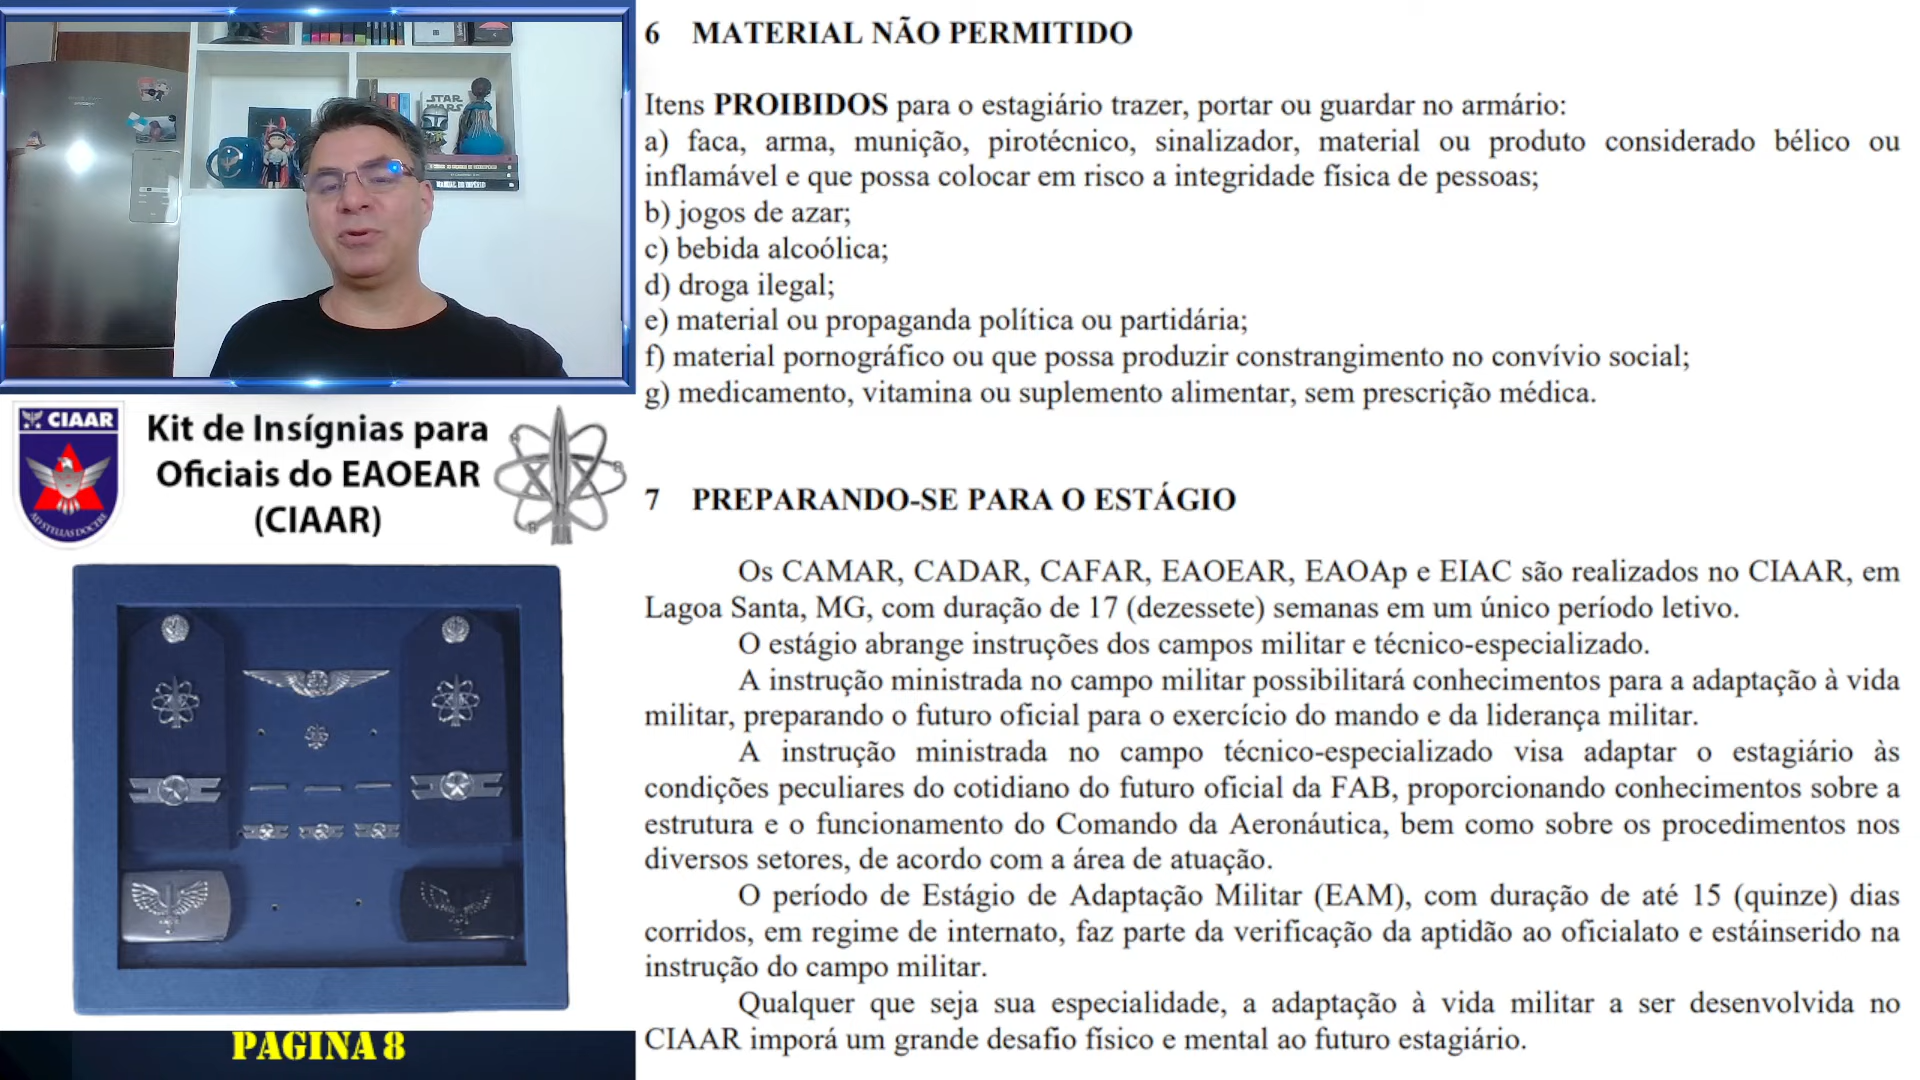 STAR
WARS
MANUAL DO IMPÉRIO
CIAAR
AD STELLAS DOCERE
Kit de Insígnias para
Oficiais do EAOEAR
(CIAAR)
PAGINA 8
6 MATERIAL NÃO PERMITIDO
Itens PROIBIDOS para o estagiário trazer, portar ou guardar no armário:
a) faca, arma, munição, pirotécnico, sinalizador, material ou produto considerado bélico ou
inflamável e que possa colocar em risco a integridade física de pessoas;
b) jogos de azar;
c) bebida alcoólica;
d) droga ilegal;
e) material ou propaganda política ou partidária;
f) material pornográfico ou que possa produzir constrangimento no convívio social;
g) medicamento, vitamina ou suplemento alimentar, sem prescrição médica.
7 PREPARANDO-SE PARA O ESTÁGIO
Os CAMAR, CADAR, CAFAR, EAOEAR, EAOAp e EIAC são realizados no CIAAR, em
Lagoa Santa, MG, com duração de 17 (dezessete) semanas em um único período letivo.
O estágio abrange instruções dos campos militar e técnico-especializado.
A instrução ministrada no campo militar possibilitará conhecimentos para a adaptação à vida
militar, preparando o futuro oficial para o exercício do mando e da liderança militar.
A instrução ministrada no campo técnico-especializado visa adaptar o estagiário às
condições peculiares do cotidiano do futuro oficial da FAB, proporcionando conhecimentos sobre a
estrutura e o funcionamento do Comando da Aeronáutica, bem como sobre os procedimentos nos
diversos setores, de acordo com a área de atuação.
O período de Estágio de Adaptação Militar (EAM), com duração de até 15 (quinze) dias
corridos, em regime de internato, faz parte da verificação da aptidão ao oficialato e estáinserido na
instrução do campo militar.
Qualquer que seja sua especialidade, a adaptação à vida militar a ser desenvolvida no
CIAAR imporá um grande desafio físico e mental ao futuro estagiário.